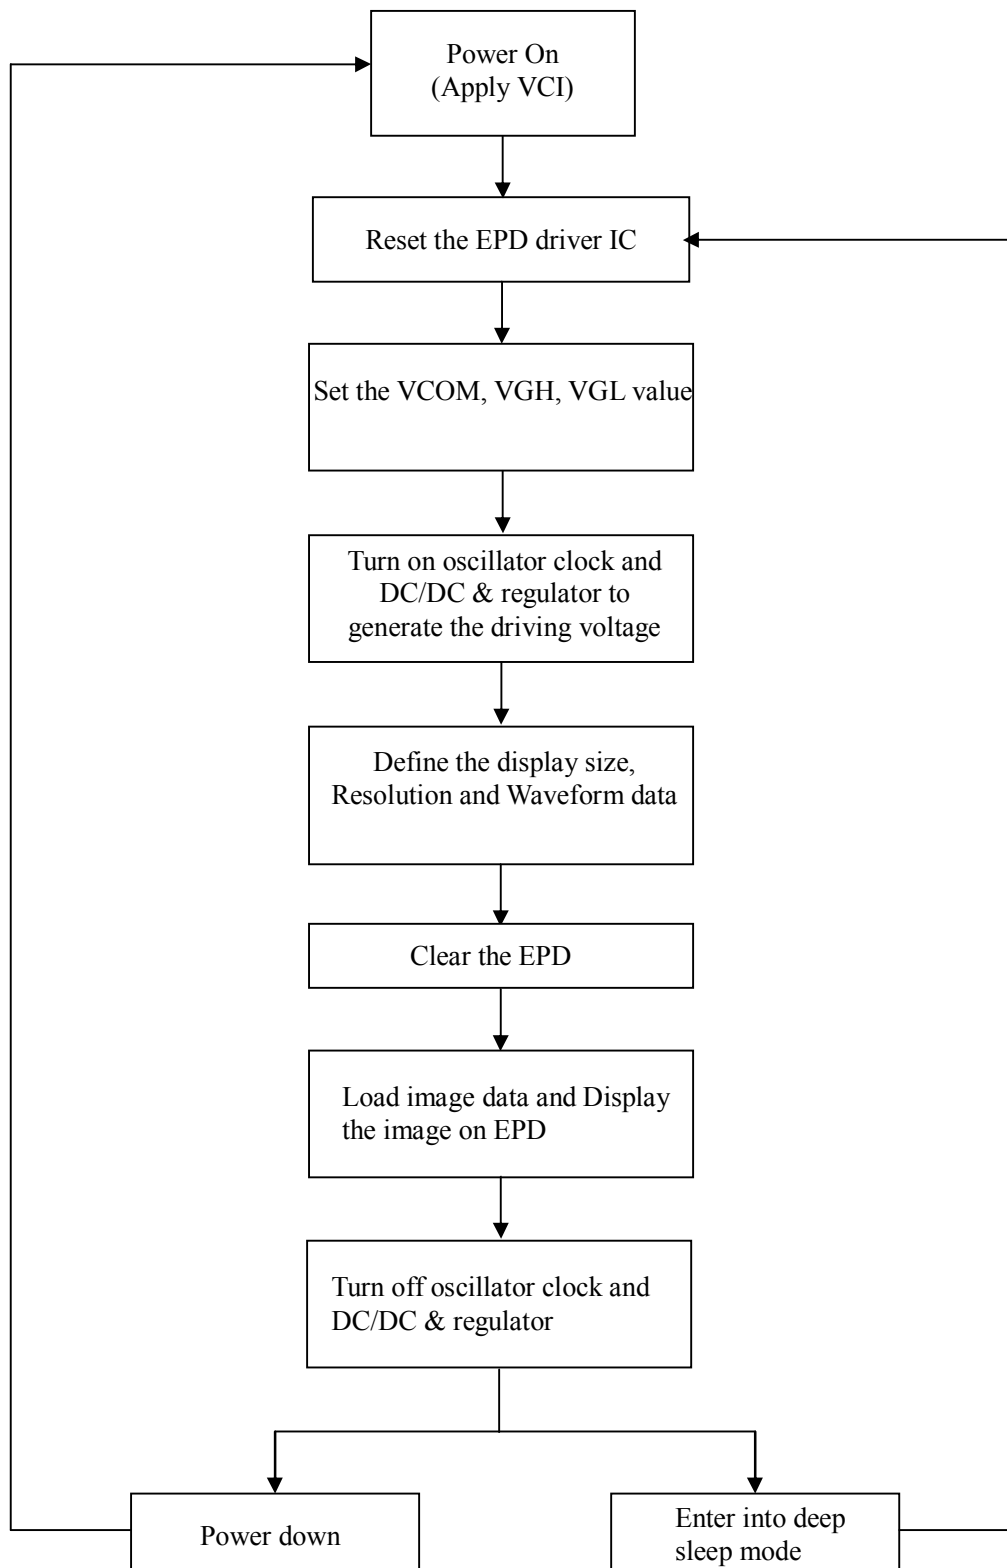 Power On
(Apply VCI)
Reset the EPD driver IC
Set the VCOM, VGH, VGL value
Turn on oscillator clock and
DC/DC & regulator to
generate the driving voltage
Define the display size,
Resolution and Waveform data
Clear the EPD
Load image data and Display
the image on EPD
Turn off oscillator clock and
DC/DC & regulator
Power down
Enter into deep
sleep mode